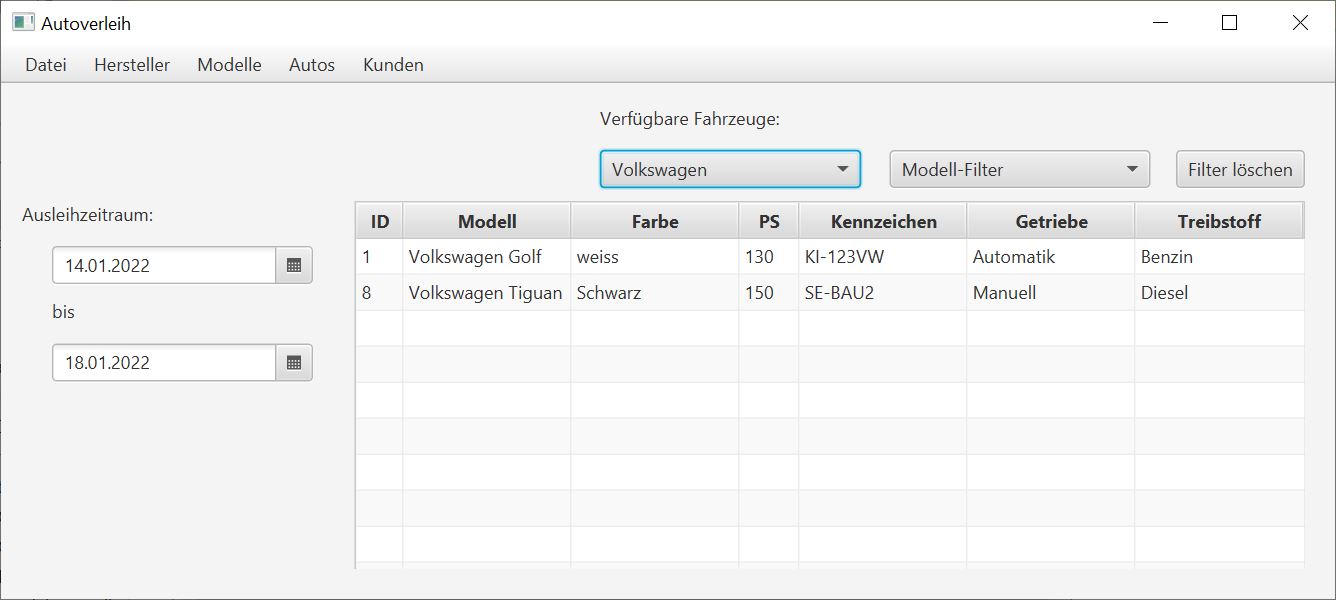 Autoverleih
Datei Hersteller Modelle Autos Kunden
Verfügbare Fahrzeuge:
Volkswagen Modell-Filter Filter löschen
Ausleihzeitraum:
14.01.2022
bis
18.01.2022
ID Modell Farbe PS Kennzeichen Getriebe Treibstoff
1 Volkswagen Golf weiss 130 KI-123VW Automatik Benzin
8 Volkswagen Tiguan Schwarz 150 SE-BAU2 Manuell Diesel